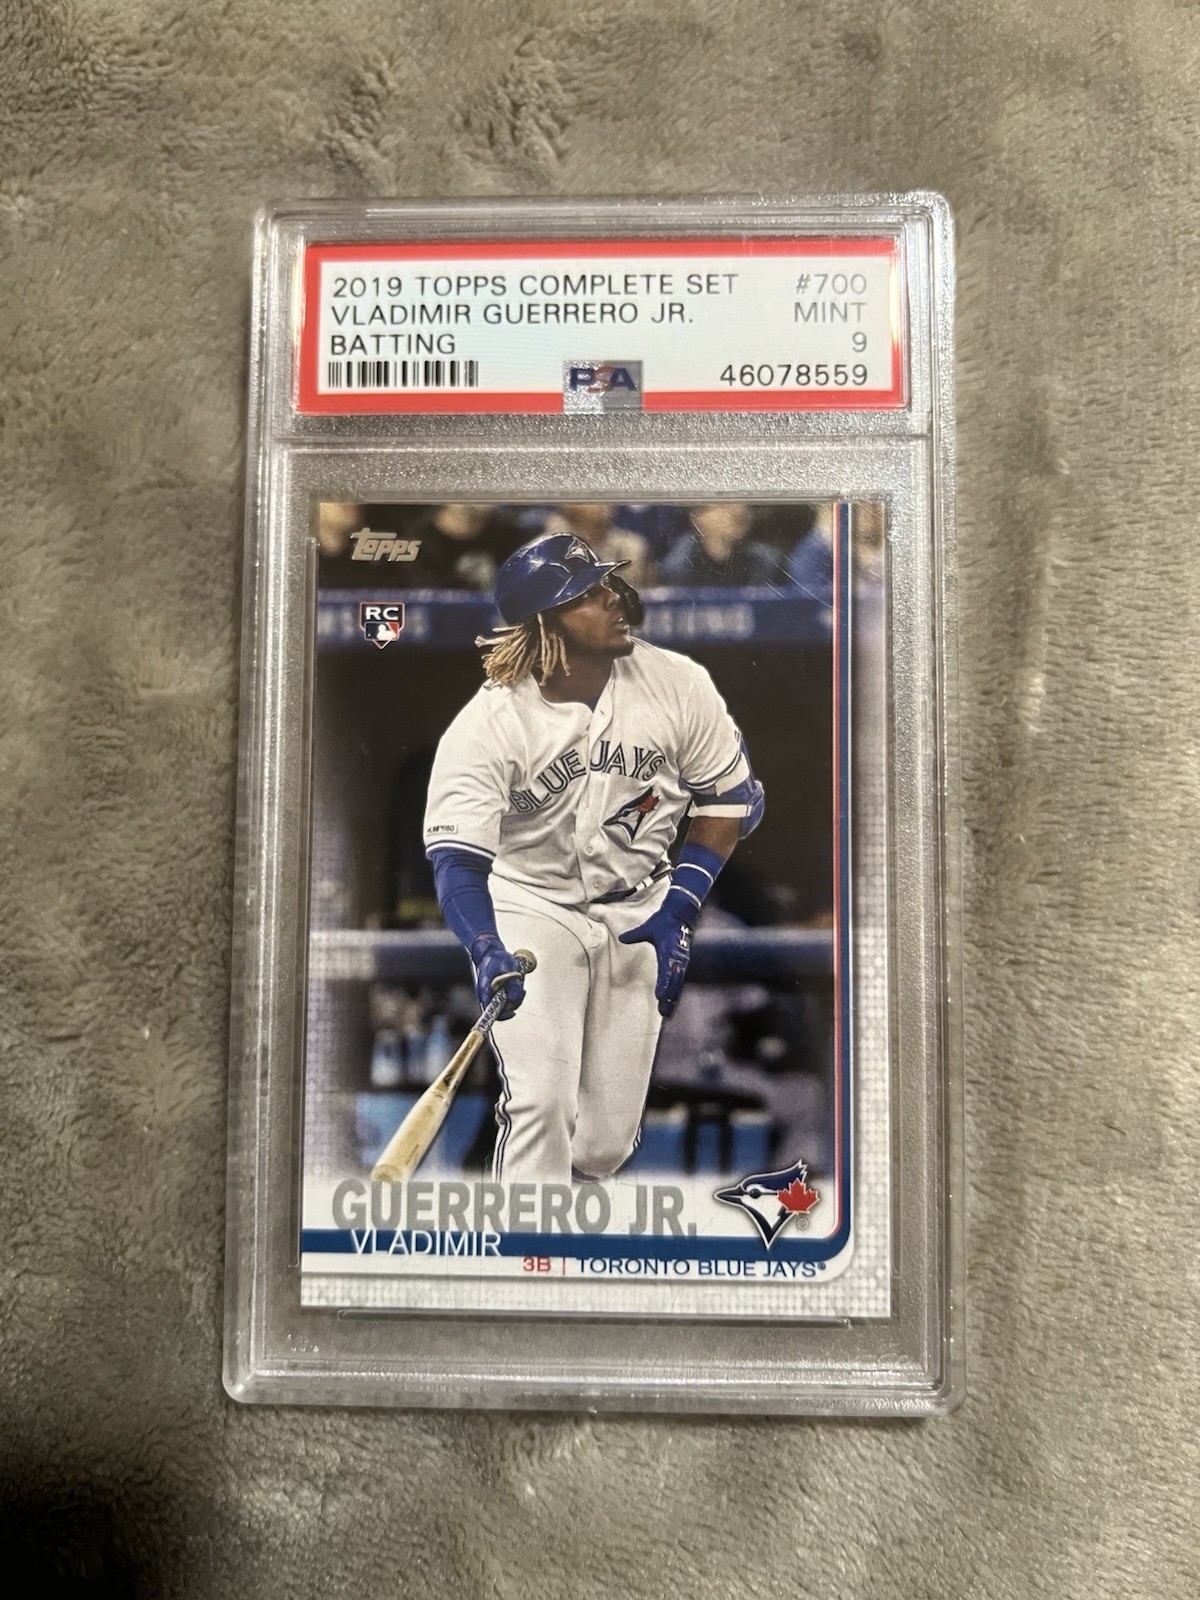 2019 TOPPS COMPLETE SET #700
VLADIMIR GUERRERO JR. MINT
BATTING 9
PSA 46078559
topps
RC
BLUE JAYS
GUERRERO JR.
VLADIMIR
3B | TORONTO BLUE JAYS®